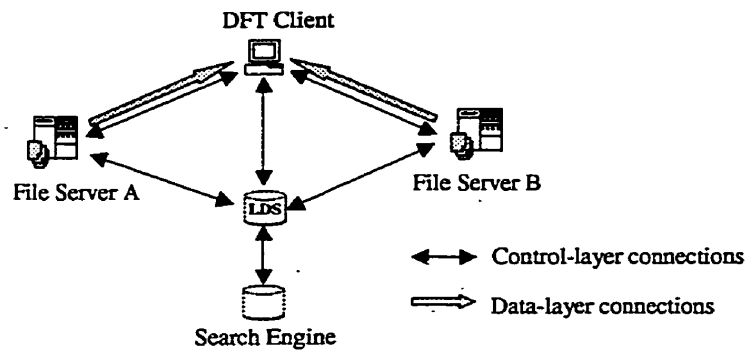 DFT Client
File Server A
File Server B
LDS
Control-layer connections
Data-layer connections
Search Engine